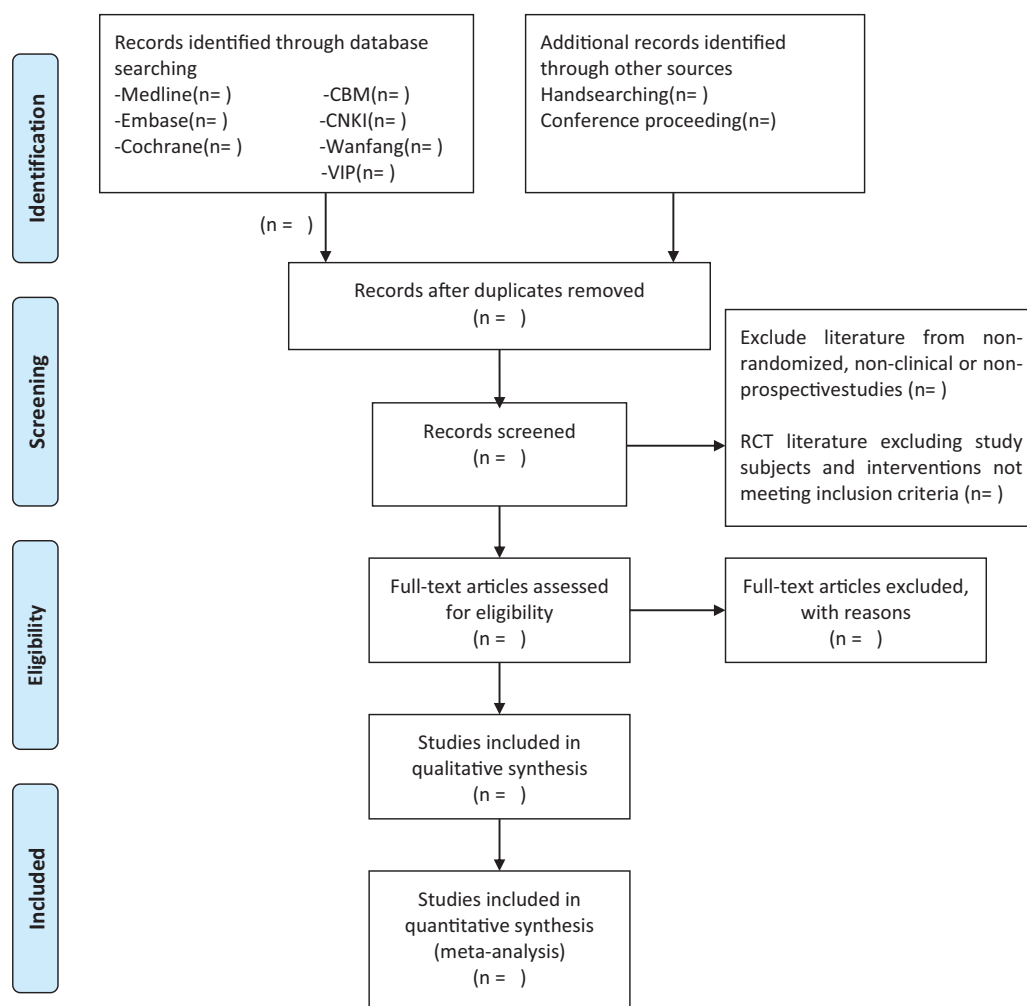 Identification
Records identified through database
searching
-Medline(n= )
-Embase(n= )
-Cochrane(n= )
-CBM(n= )
-CNKI(n= )
-Wanfang(n= )
-VIP(n= )
Additional records identified
through other sources
Handsearching(n= )
Conference proceeding(n=)
(n =   )
Screening
Records after duplicates removed
(n =   )
Records screened
(n =   )
Exclude literature from non-
randomized, non-clinical or non-
prospectivestudies (n= )
RCT literature excluding study
subjects and interventions not
meeting inclusion criteria (n= )
Eligibility
Full-text articles assessed
for eligibility
(n =   )
Full-text articles excluded,
with reasons
(n =   )
Studies included in
qualitative synthesis
(n =   )
Included
Studies included in
quantitative synthesis
(meta-analysis)
(n =   )